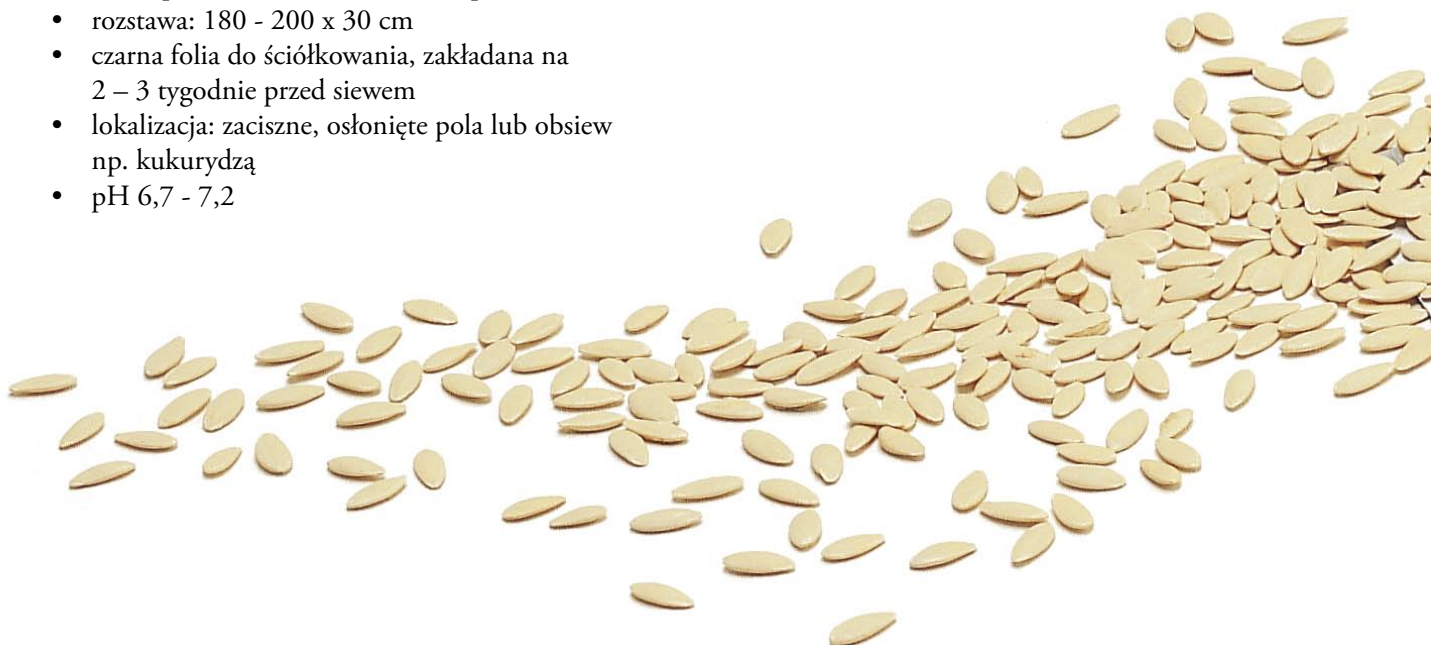 • rozstawa: 180 - 200 x 30 cm
• czarna folia do ściółkowania, zakładana na
2 – 3 tygodnie przed siewem
• lokalizacja: zaciszne, osłonięte pola lub obsiew
np. kukurydzą
• pH 6,7 - 7,2